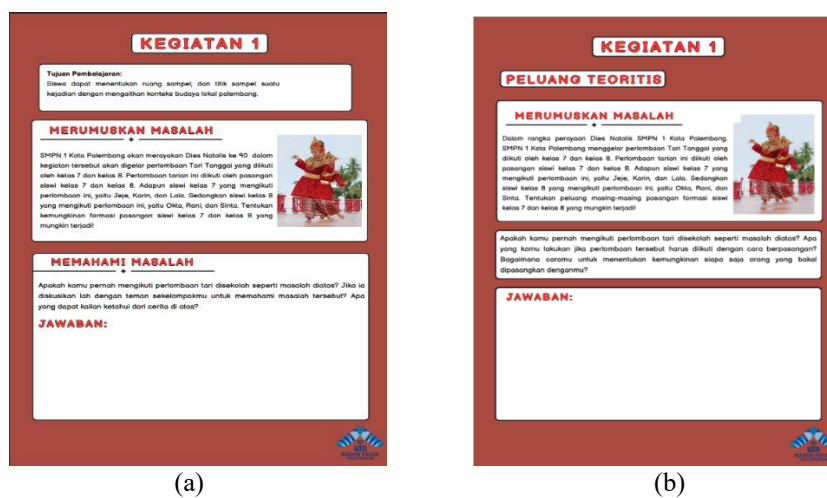 KEGIATAN 1
Tujuan Pembelajaran:
Siswa dapat menentukan ruang sampel, dan titik sampel suatu
kejadian dengan mengaitkan konteks budaya lokal palembang.
MERUMUSKAN MASALAH
SMPN 1 Kota Palembang akan merayakan Dies Natalis ke 90 dalam
kegiatan tersebut akan digelar perlombaan Tari Tanggai yang diikuti
oleh kelas 7 dan kelas 8. Perlombaan tarian ini diikuti oleh pasangan
siswi kelas 7 dan kelas 8. Adapun siswi kelas 7 yang mengikuti
perlombaan ini, yaitu Jeje, Karin, dan Lala. Sedangkan siswi kelas 8
yang mengikuti perlombaan ini, yaitu Okta, Rani, dan Sinta. Tentukan
kemungkinan formasi pasangan siswi kelas 7 dan kelas 8 yang
mungkin terjadi!
MEMAHAMI MASALAH
Apakah kamu pernah mengikuti perlombaan tari disekolah seperti masalah diatas? Jika ia
diskusikan lah dengan teman sekelompokmu untuk memahami masalah tersebut? Apa
yang dapat kalian ketahui dari cerita di atas?
JAWABAN:
uin
RADEN FATAH
PALEMBANG
(a)
KEGIATAN 1
PELUANG TEORITIS
MERUMUSKAN MASALAH
Dalam rangka perayaan Dies Natalis SMPN 1 Kota Palembang,
SMPN 1 Kota Palembang menggelar perlombaan Tari Tanggai yang
diikuti oleh kelas 7 dan kelas 8. Perlombaan tarian ini diikuti oleh
pasangan siswi kelas 7 dan kelas 8. Adapun siswi kelas 7 yang
mengikuti perlombaan ini, yaitu Jeje, Karin, dan Lala. Sedangkan
siswi kelas 8 yang mengikuti perlombaan ini, yaitu Okta, Rani, dan
Sinta. Tentukan peluang masing-masing pasangan formasi siswi
kelas 7 dan kelas 8 yang mungkin terjadi!
Apakah kamu pernah mengikuti perlombaan tari disekolah seperti masalah diatas? Apa
yang kamu lakukan jika perlombaan tersebut harus diikuti dengan cara berpasangan?
Bagaimana caramu untuk menentukan kemungkinan siapa saja orang yang bakal
dipasangkan denganmu?
JAWABAN:
uin
RADEN FATAH
PALEMBANG
(b)